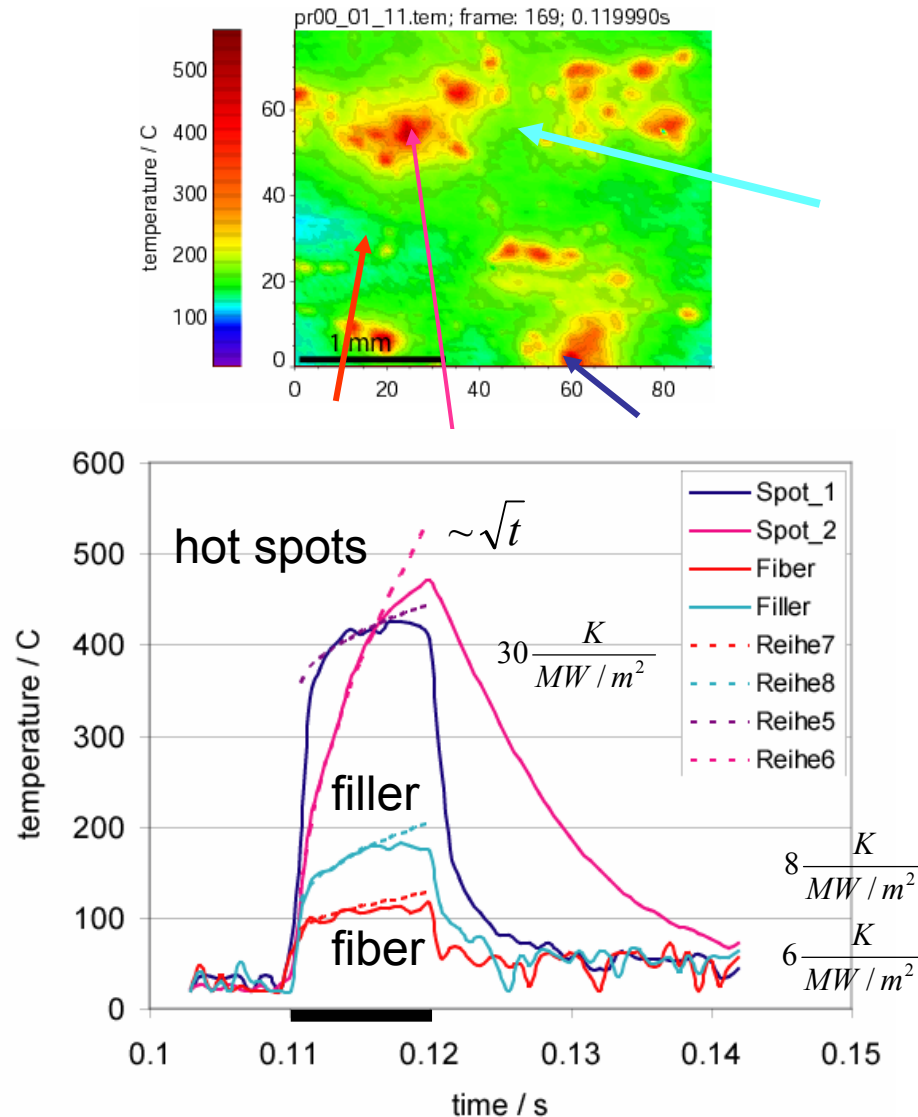 pr00_01_11.tem; frame: 169; 0.119990s
temperature / C
500
400
300
200
100
60
40
20
0
1 mm
0 20 40 60 80
temperature / C
600
500
400
300
200
100
0
hot spots
~√t
30 K / MW / m²
filler
fiber
8 K / MW / m²
6 K / MW / m²
Spot_1
Spot_2
Fiber
Filler
Reihe7
Reihe8
Reihe5
Reihe6
0.1 0.11 0.12 0.13 0.14 0.15
time / s